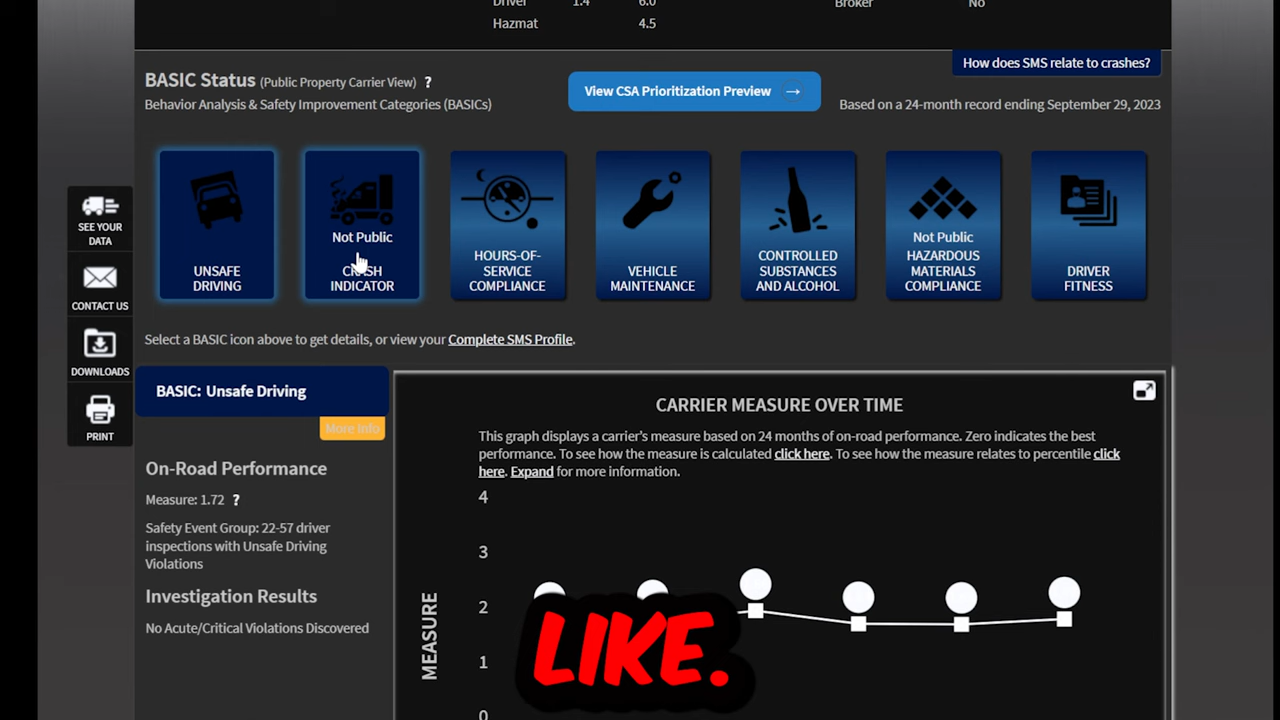 Driver 1.4 6.0
Broker No
Hazmat 4.5
How does SMS relate to crashes?
BASIC Status (Public Property Carrier View) ?
View CSA Prioritization Preview →
Behavior Analysis & Safety Improvement Categories (BASICs)
Based on a 24-month record ending September 29, 2023
UNSAFE
DRIVING
Not Public
CRASH
INDICATOR
HOURS-OF-
SERVICE
COMPLIANCE
VEHICLE
MAINTENANCE
CONTROLLED
SUBSTANCES
AND ALCOHOL
Not Public
HAZARDOUS
MATERIALS
COMPLIANCE
DRIVER
FITNESS
SEE YOUR
DATA
CONTACT US
DOWNLOADS
PRINT
Select a BASIC icon above to get details, or view your Complete SMS Profile.
BASIC: Unsafe Driving
More Info
On-Road Performance
Measure: 1.72 ?
Safety Event Group: 22-57 driver
inspections with Unsafe Driving
Violations
Investigation Results
No Acute/Critical Violations Discovered
CARRIER MEASURE OVER TIME
This graph displays a carrier's measure based on 24 months of on-road performance. Zero indicates the best
performance. To see how the measure is calculated click here. To see how the measure relates to percentile click
here. Expand for more information.
MEASURE
4
3
2
1
0
LIKE.